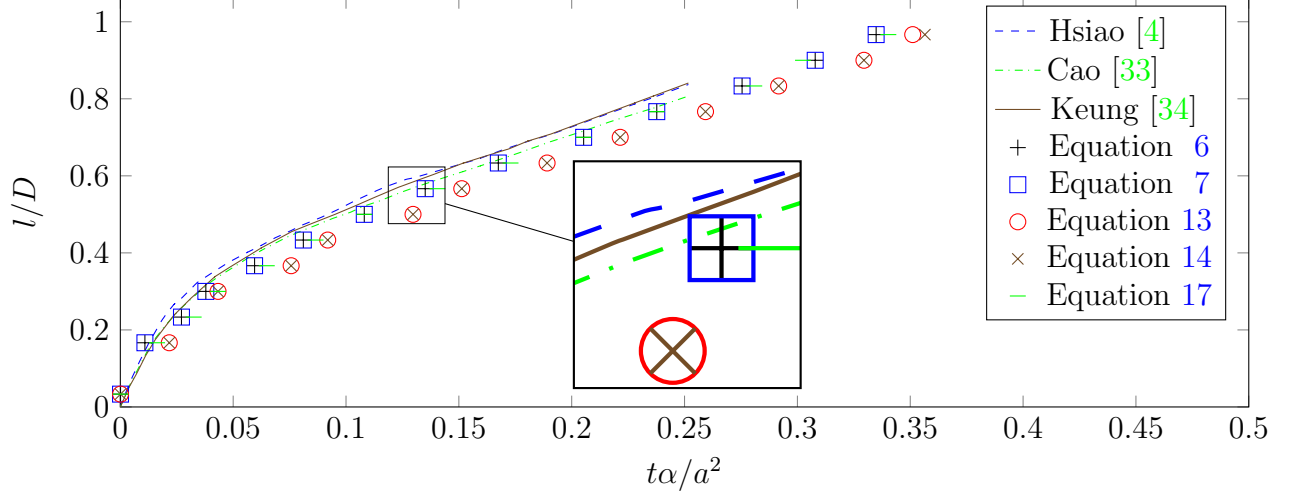 1
0.8
0.6
0.4
0.2
0
l/D
0 0.05 0.1 0.15 0.2 0.25 0.3 0.35 0.4 0.45 0.5
tα/a²
Hsiao [4]
Cao [33]
Keung [34]
Equation 6
Equation 7
Equation 13
Equation 14
Equation 17